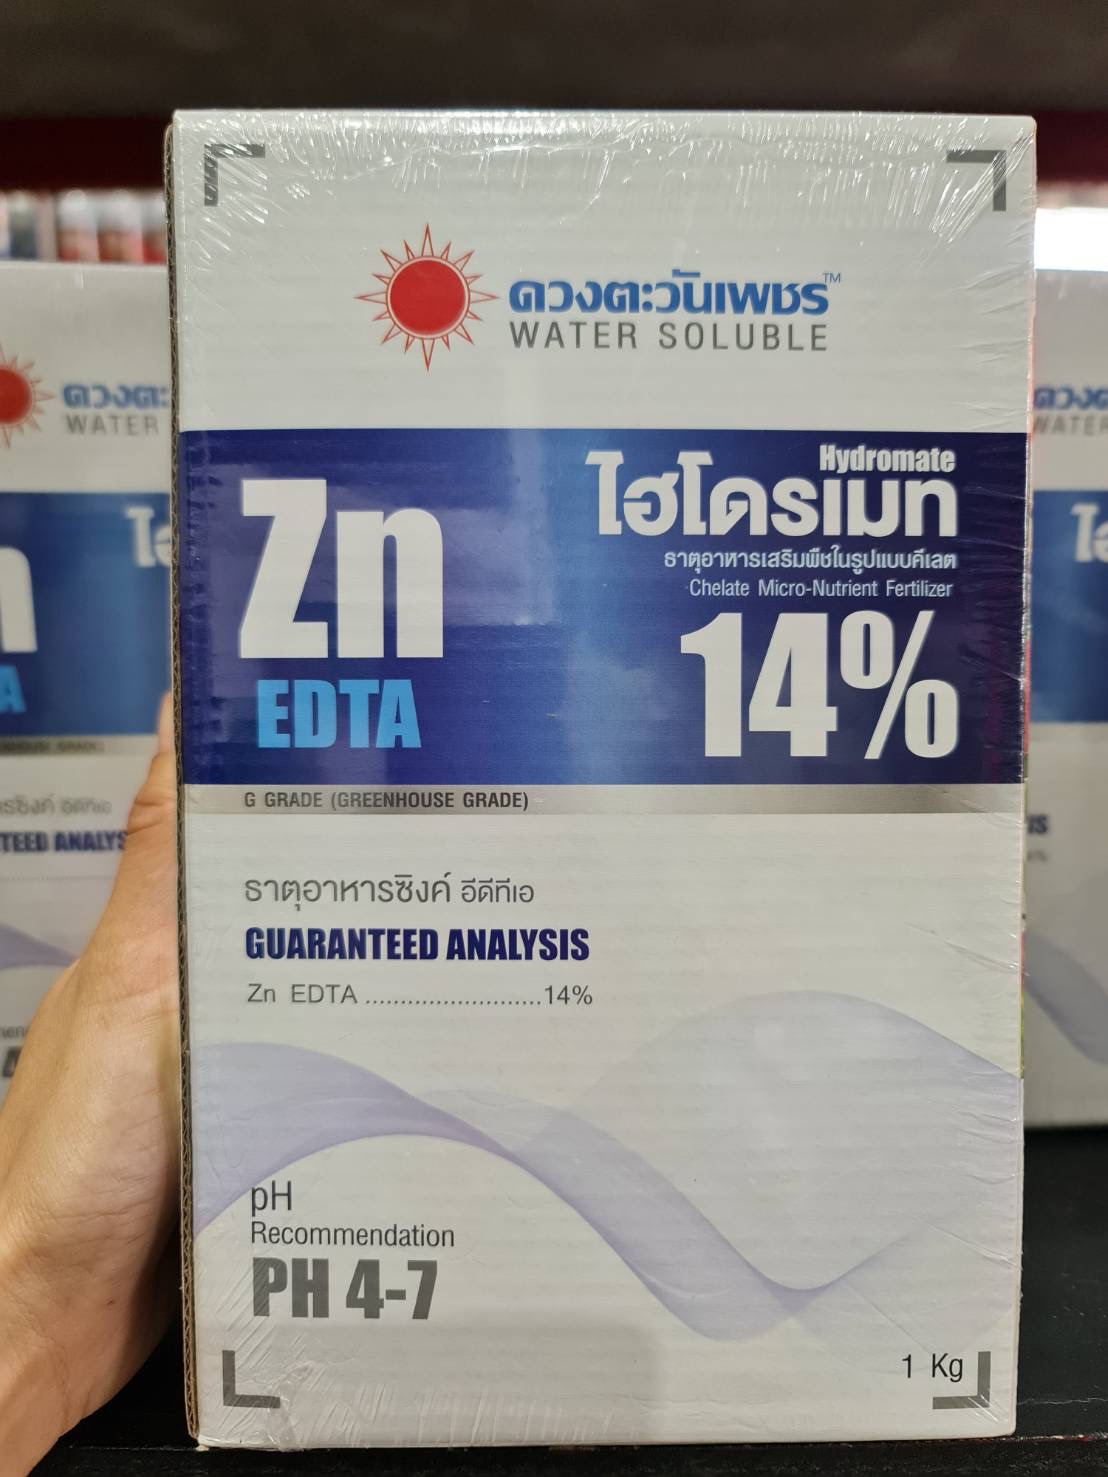 ดวงตะวันเพชร™
WATER SOLUBLE
Zn
EDTA
Hydromate
ไฮโดรเมท
ธาตุอาหารเสริมพืชในรูปแบบคีเลต
Chelate Micro-Nutrient Fertilizer
14%
G GRADE (GREENHOUSE GRADE)
ธาตุอาหารซิงค์ อีดีทีเอ
GUARANTEED ANALYSIS
Zn EDTA .........................14%
pH
Recommendation
PH 4-7
1 Kg